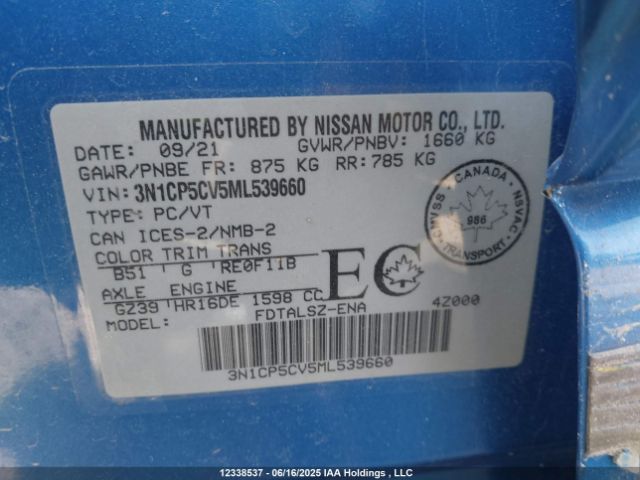 MANUFACTURED BY NISSAN MOTOR CO., LTD.
DATE: 09/21 GVWR/PNBV: 1660 KG
GAWR/PNBE FR: 875 KG RR: 785 KG
VIN: 3N1CP5CV5ML539660
TYPE: PC/VT
CAN ICES-2/NMB-2
COLOR TRIM TRANS
B51 G RE0F11B
AXLE ENGINE
GZ39 HR16DE 1598 CC
MODEL: FDTALSZ-ENA 4Z000
EC
CANADA
CMVSS NSVAC
986
TRANSPORT
3N1CP5CV5ML539660
12338537 - 06/16/2025 IAA Holdings , LLC